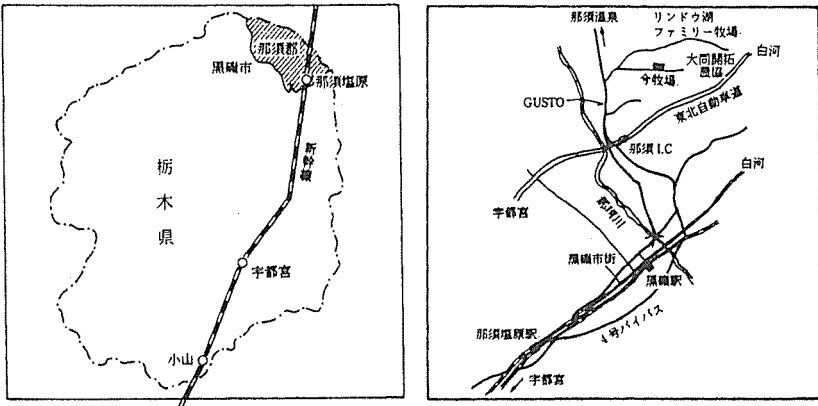 那須郡
黒磯市
那須塩原
新幹線
栃木県
宇都宮
小山
那須温泉
リンドウ湖
ファミリー牧場
白河
大同開拓
農協
今牧場
GUSTO
東北自動車道
那須I.C
白河
宇都宮
那珂川
黒磯市街
黒磯駅
那須塩原駅
4号バイパス
宇都宮